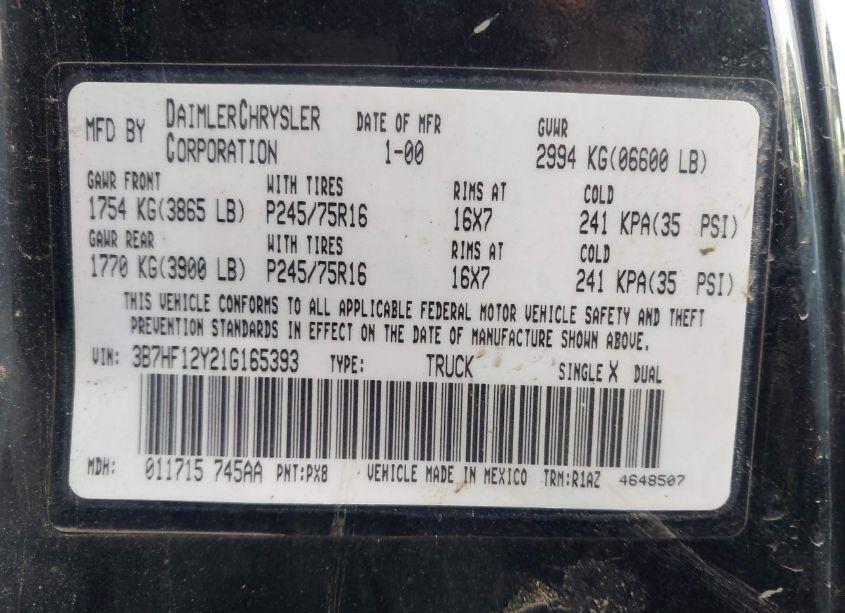 MFD BY DAIMLERCHRYSLER CORPORATION DATE OF MFR 1-00 GVWR 2994 KG(06600 LB)
GAWR FRONT WITH TIRES RIMS AT COLD
1754 KG(3865 LB) P245/75R16 16X7 241 KPA(35 PSI)
GAWR REAR WITH TIRES RIMS AT COLD
1770 KG(3900 LB) P245/75R16 16X7 241 KPA(35 PSI)
THIS VEHICLE CONFORMS TO ALL APPLICABLE FEDERAL MOTOR VEHICLE SAFETY AND THEFT
PREVENTION STANDARDS IN EFFECT ON THE DATE OF MANUFACTURE SHOWN ABOVE.
VIN: 3B7HF12Y21G165393 TYPE: TRUCK SINGLE X DUAL
MDH: 011715 745AA PNT:PX8 VEHICLE MADE IN MEXICO TRM:R1AZ 4648507